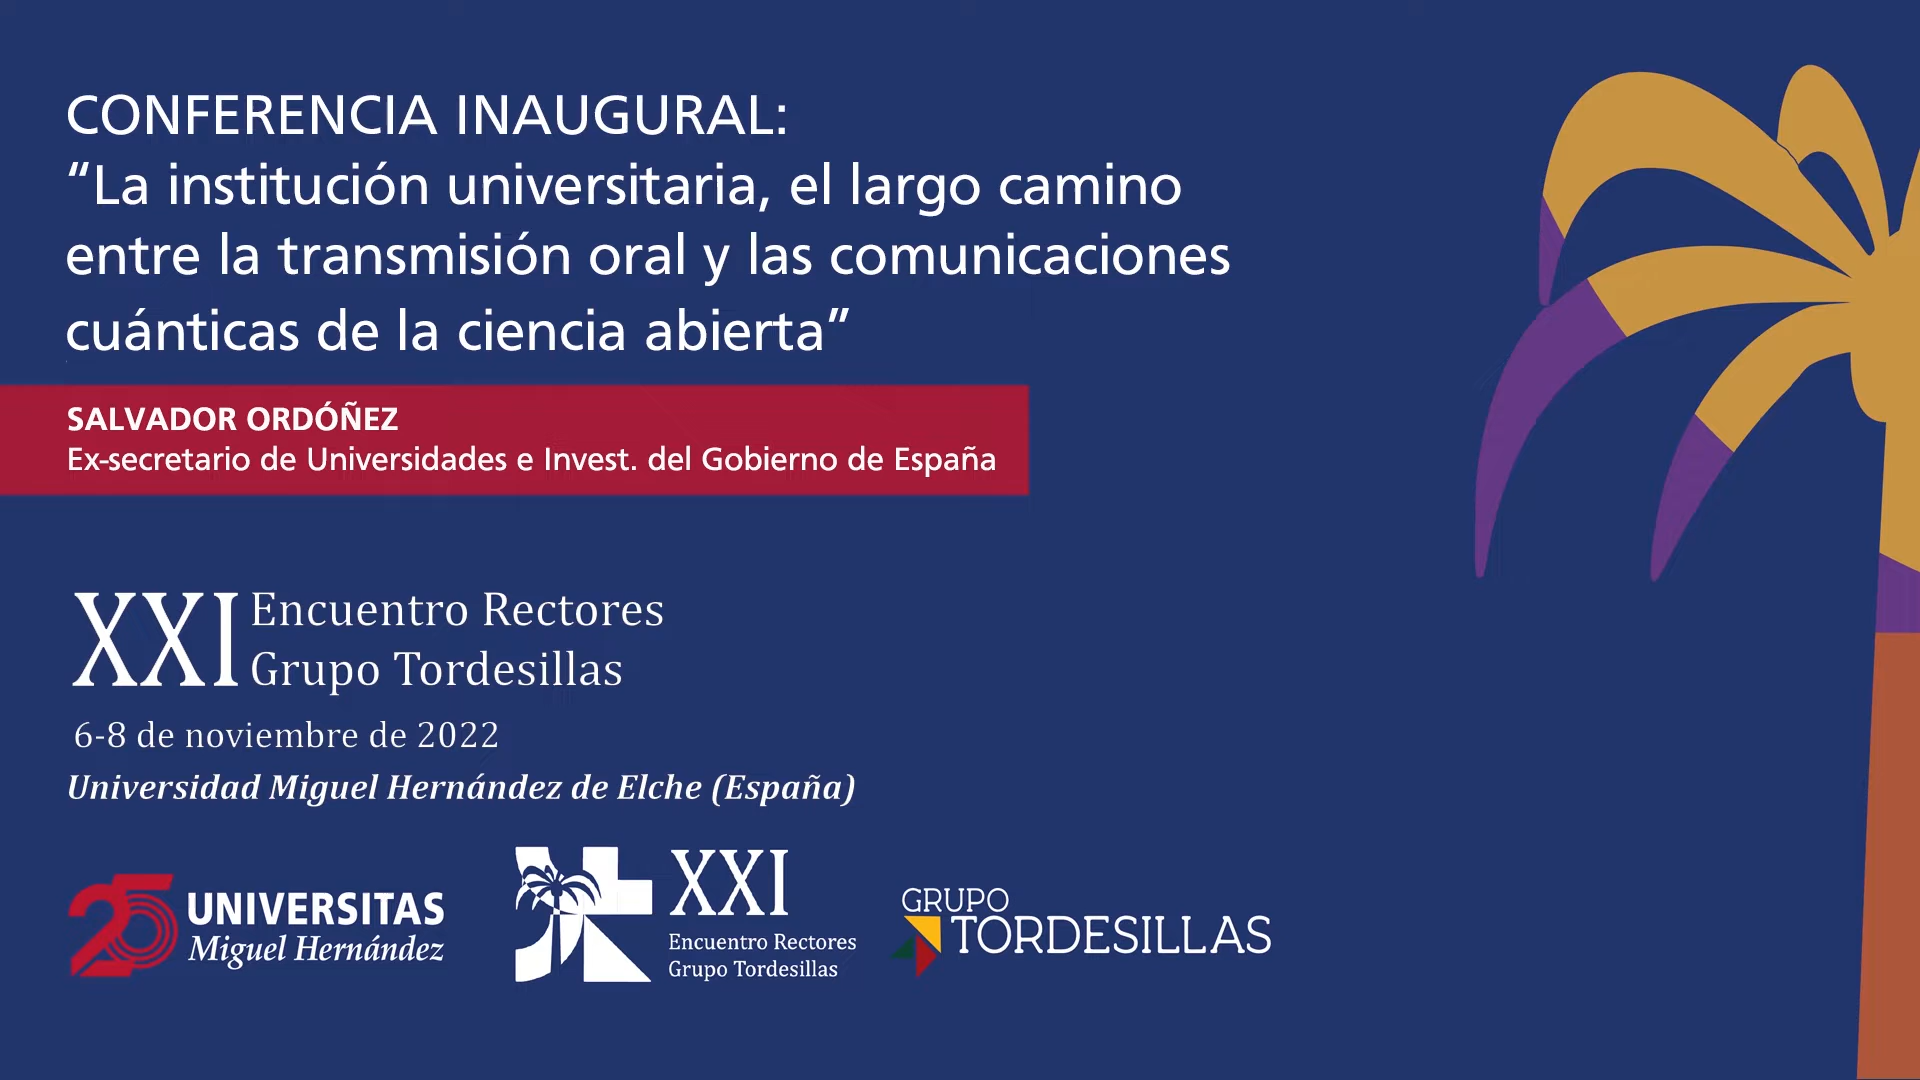 CONFERENCIA INAUGURAL:
“La institución universitaria, el largo camino
entre la transmisión oral y las comunicaciones
cuánticas de la ciencia abierta”
SALVADOR ORDÓÑEZ
Ex-secretario de Universidades e Invest. del Gobierno de España
XXI Encuentro Rectores
Grupo Tordesillas
6-8 de noviembre de 2022
Universidad Miguel Hernández de Elche (España)
25 UNIVERSITAS
Miguel Hernández
XXI
Encuentro Rectores
Grupo Tordesillas
GRUPO
TORDESILLAS